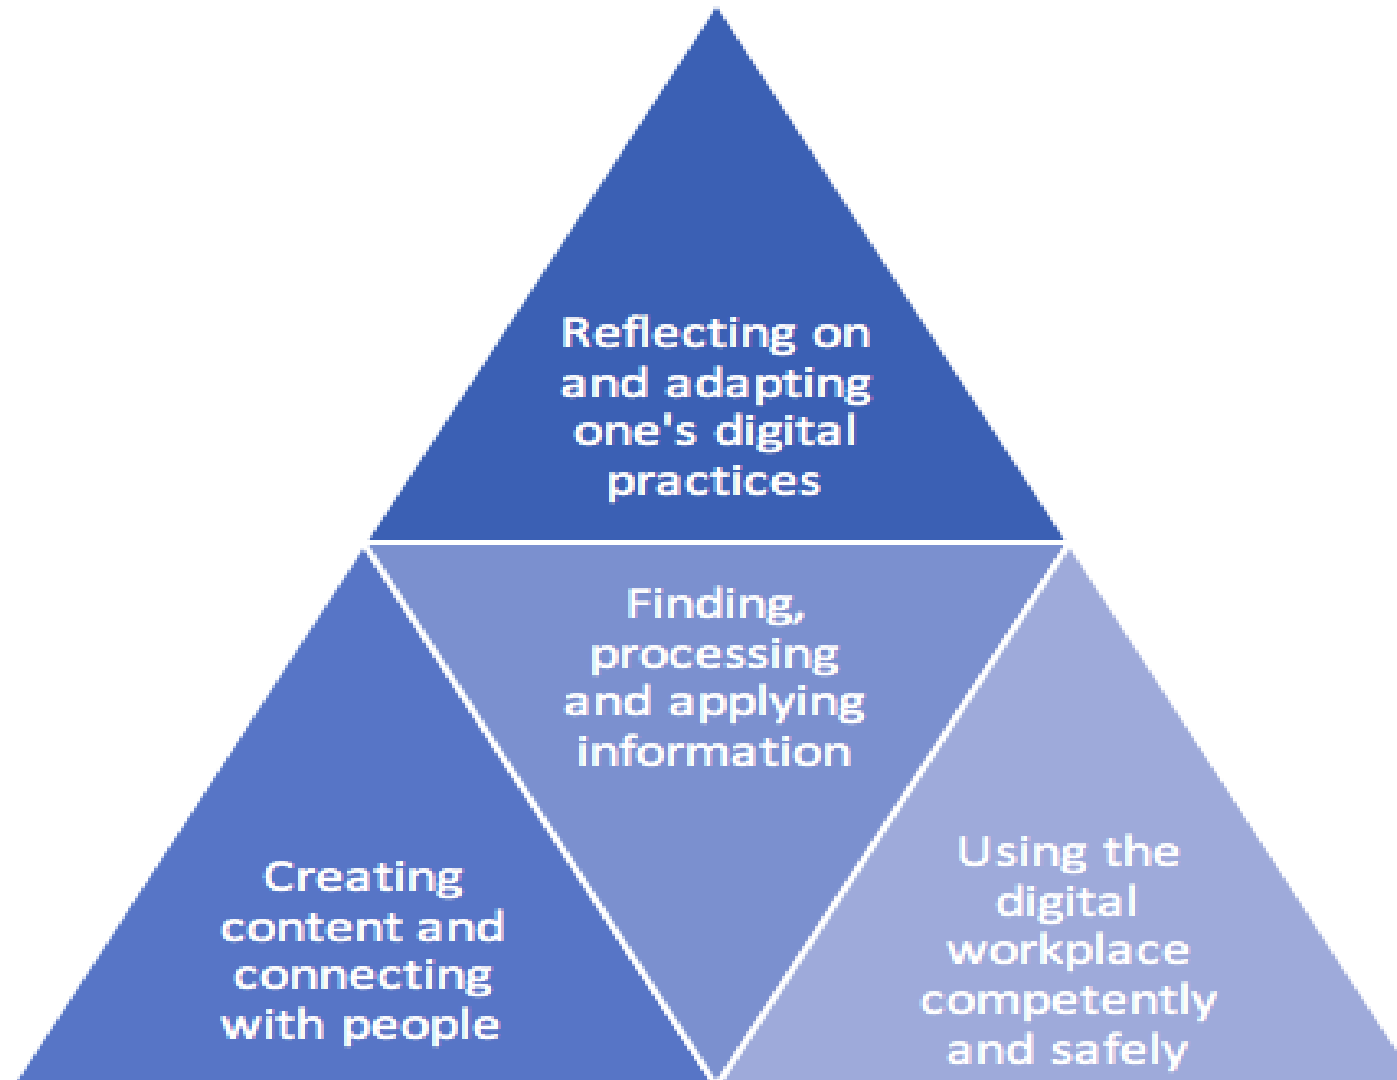 Reflecting on
and adapting
one's digital
practices
Finding,
processing
and applying
information
Creating
content and
connecting
with people
Using the
digital
workplace
competently
and safely